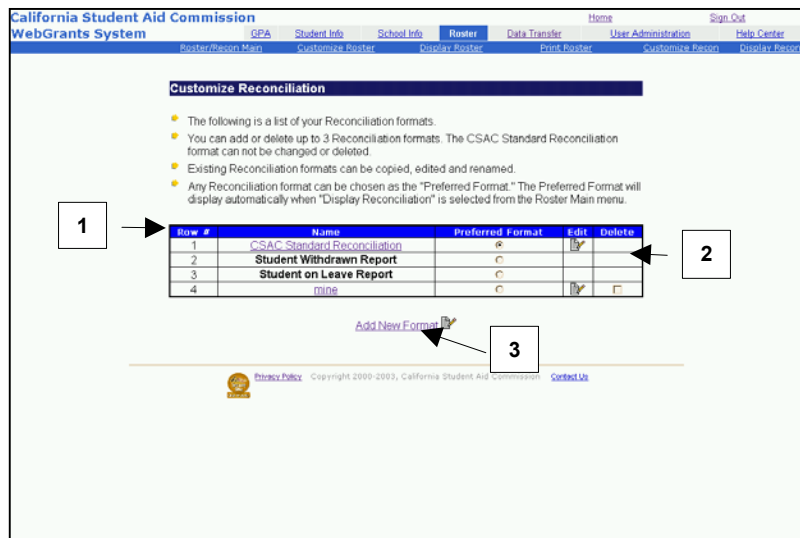 California Student Aid Commission
Home Sign Out
WebGrants System
GPA Student Info School Info Roster Data Transfer User Administration Help Center
Roster/Recon Main Customize Roster Display Roster Print Roster Customize Recon Display Recon
Customize Reconciliation
The following is a list of your Reconciliation formats.
You can add or delete up to 3 Reconciliation formats. The CSAC Standard Reconciliation
format can not be changed or deleted.
Existing Reconciliation formats can be copied, edited and renamed.
Any Reconciliation format can be chosen as the "Preferred Format." The Preferred Format will
display automatically when "Display Reconciliation" is selected from the Roster Main menu.
1
Row # Name Preferred Format Edit Delete
1 CSAC Standard Reconciliation
2 Student Withdrawn Report
3 Student on Leave Report
4 mine
2
Add New Format
3
Privacy Policy Copyright 2000-2003, California Student Aid Commission Contact Us